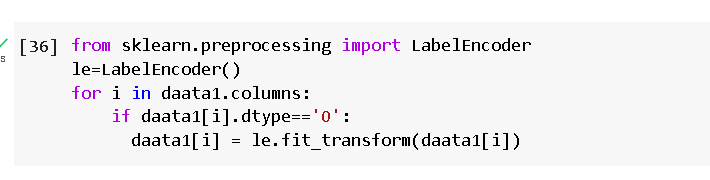 [36] from sklearn.preprocessing import LabelEncoder
le=LabelEncoder()
for i in daata1.columns:
if daata1[i].dtype=='O':
daata1[i] = le.fit_transform(daata1[i])
s